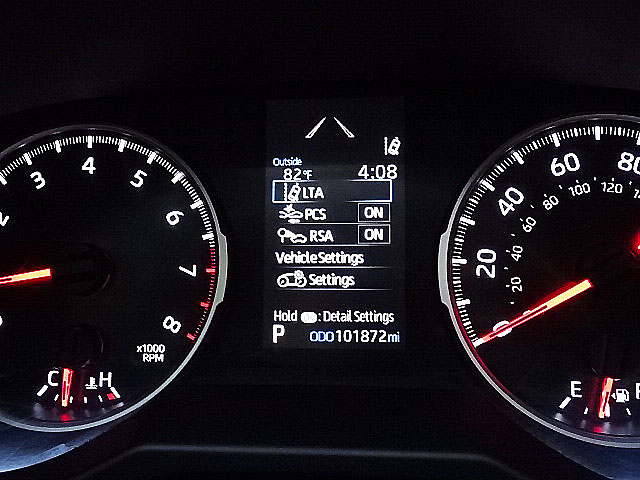 Outside
82°F 4:08
LTA
PCS ON
RSA ON
Vehicle Settings
Settings
Hold : Detail Settings
P ODO 101872 mi
2 3 4 5 6 7 8
x1000
RPM
C H
0 20 40 60 80
20 40 60 80 100 120
E